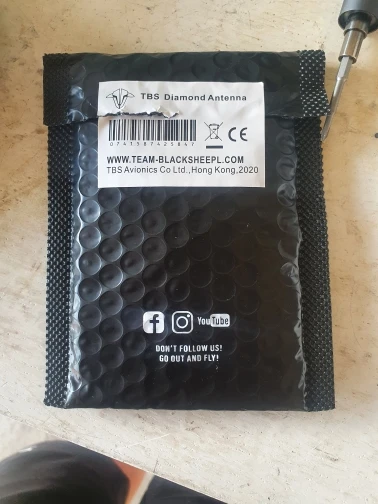 TBS Diamond Antenna
0741587425847
CE
WWW.TEAM-BLACKSHEEPL.COM
TBS Avionics Co Ltd.,Hong Kong,2020
f
YouTube
DON'T FOLLOW US!
GO OUT AND FLY!